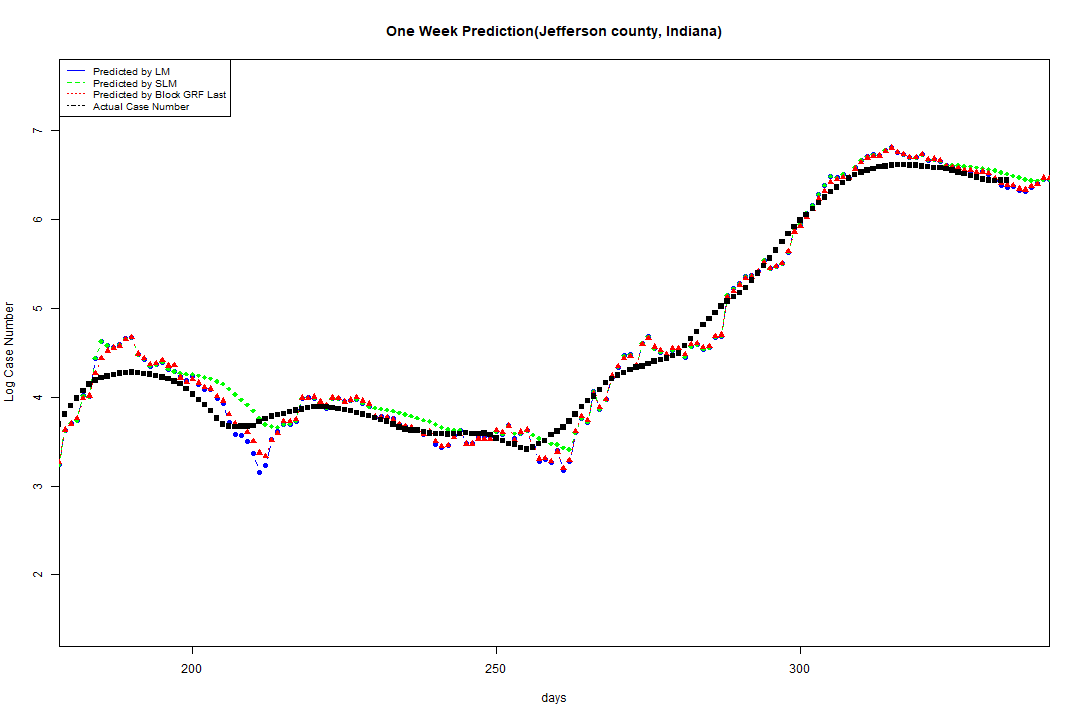 One Week Prediction(Jefferson county, Indiana)
Predicted by LM
Predicted by SLM
Predicted by Block GRF Last
Actual Case Number
7
6
5
4
3
2
Log Case Number
200
250
300
days